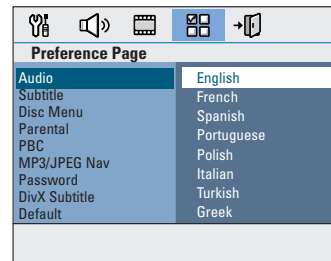 Preference Page
Audio
Subtitle
Disc Menu
Parental
PBC
MP3/JPEG Nav
Password
DivX Subtitle
Default
English
French
Spanish
Portuguese
Polish
Italian
Turkish
Greek